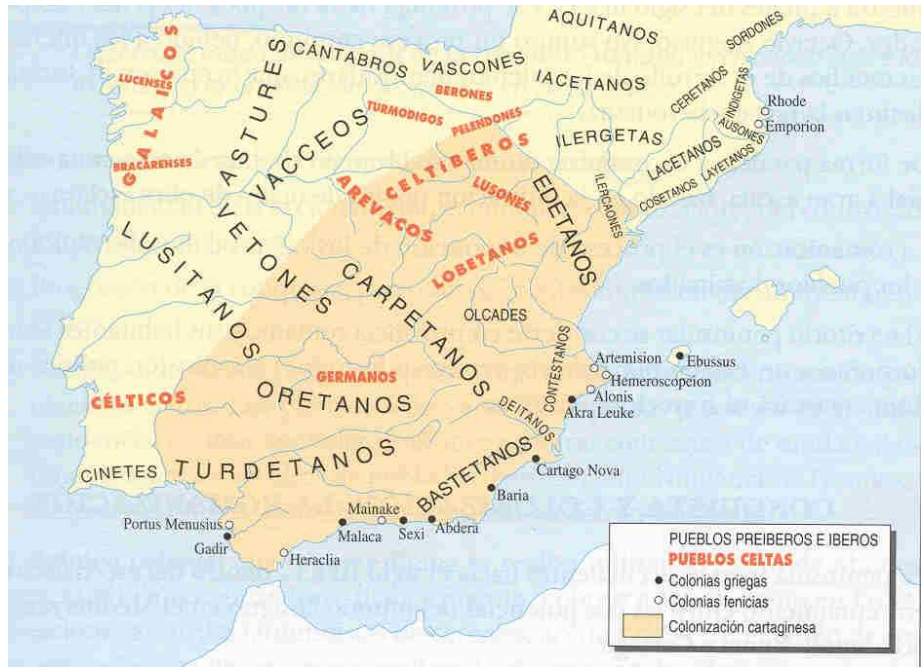 AQUITANOS
SORDONES
CÁNTABROS
VASCONES
IACETANOS
CERETANOS
INDIGETAS
Rhode
Emporion
AUSONES
LUCENSES
GALAICOS
BRACARENSES
ASTURES
BERONES
TURMODIGOS
PELENDONES
VACCEOS
ILERGETAS
LACETANOS
LAYETANOS
COSETANOS
ILERCAONES
CELTIBEROS
AREVACOS
LUSONES
EDETANOS
LOBETANOS
VETONES
LUSITANOS
CARPETANOS
OLCADES
CONTESTANOS
Artemision
Hemeroscopeion
Alonis
Akra Leuke
Ebussus
GERMANOS
ORETANOS
CÉLTICOS
DEITANOS
CINETES
TURDETANOS
BASTETANOS
Cartago Nova
Baria
Mainake
Portus Menusius
Malaca
Sexi
Abdera
Gadir
Heraclia
PUEBLOS PREIBEROS E IBEROS
PUEBLOS CELTAS
Colonias griegas
Colonias fenicias
Colonización cartaginesa